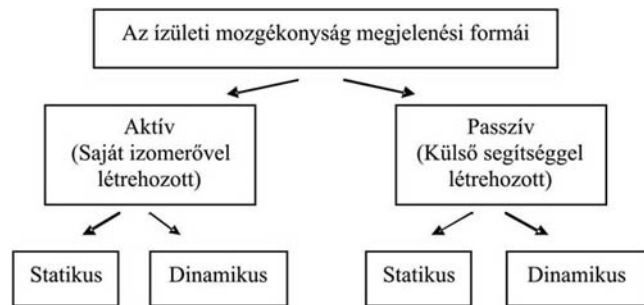 Az ízületi mozgékonyság megjelenési formái
Aktív
(Saját izomerővel
létrehozott)
Passzív
(Külső segítséggel
létrehozott)
Statikus
Dinamikus
Statikus
Dinamikus